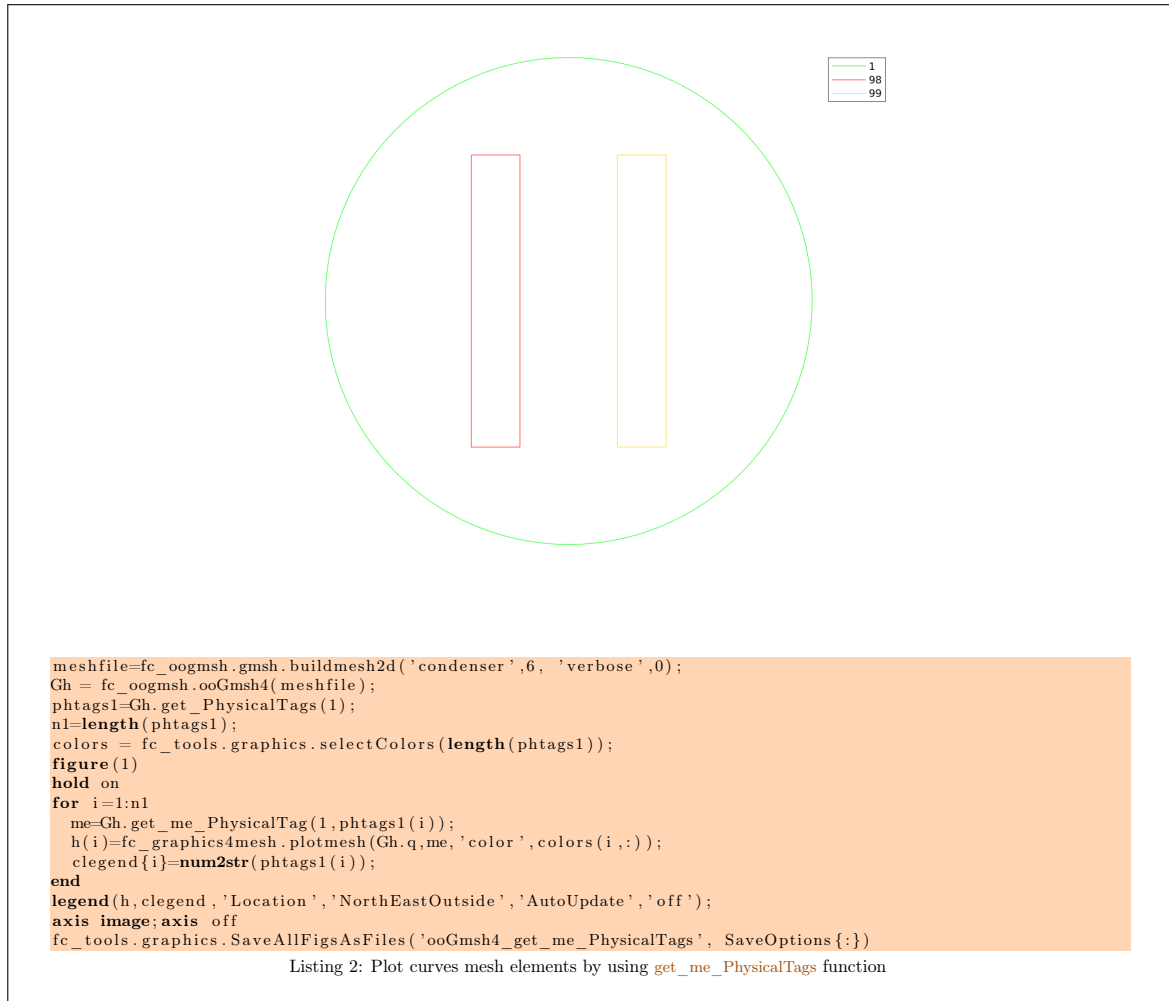 1
98
99
meshfile=fc_oogmsh.gmsh.buildmesh2d('condenser',6, 'verbose',0);
Gh = fc_oogmsh.ooGmsh4(meshfile);
phtags1=Gh.get_PhysicalTags(1);
n1=length(phtags1);
colors = fc_tools.graphics.selectColors(length(phtags1));
figure(1)
hold on
for i=1:n1
  me=Gh.get_me_PhysicalTag(1,phtags1(i));
  h(i)=fc_graphics4mesh.plotmesh(Gh.q,me,'color',colors(i,:));
  clegend{i}=num2str(phtags1(i));
end
legend(h,clegend,'Location','NorthEastOutside','AutoUpdate','off');
axis image;axis off
fc_tools.graphics.SaveAllFigsAsFiles('ooGmsh4_get_me_PhysicalTags', SaveOptions{:})
Listing 2: Plot curves mesh elements by using get_me_PhysicalTags function